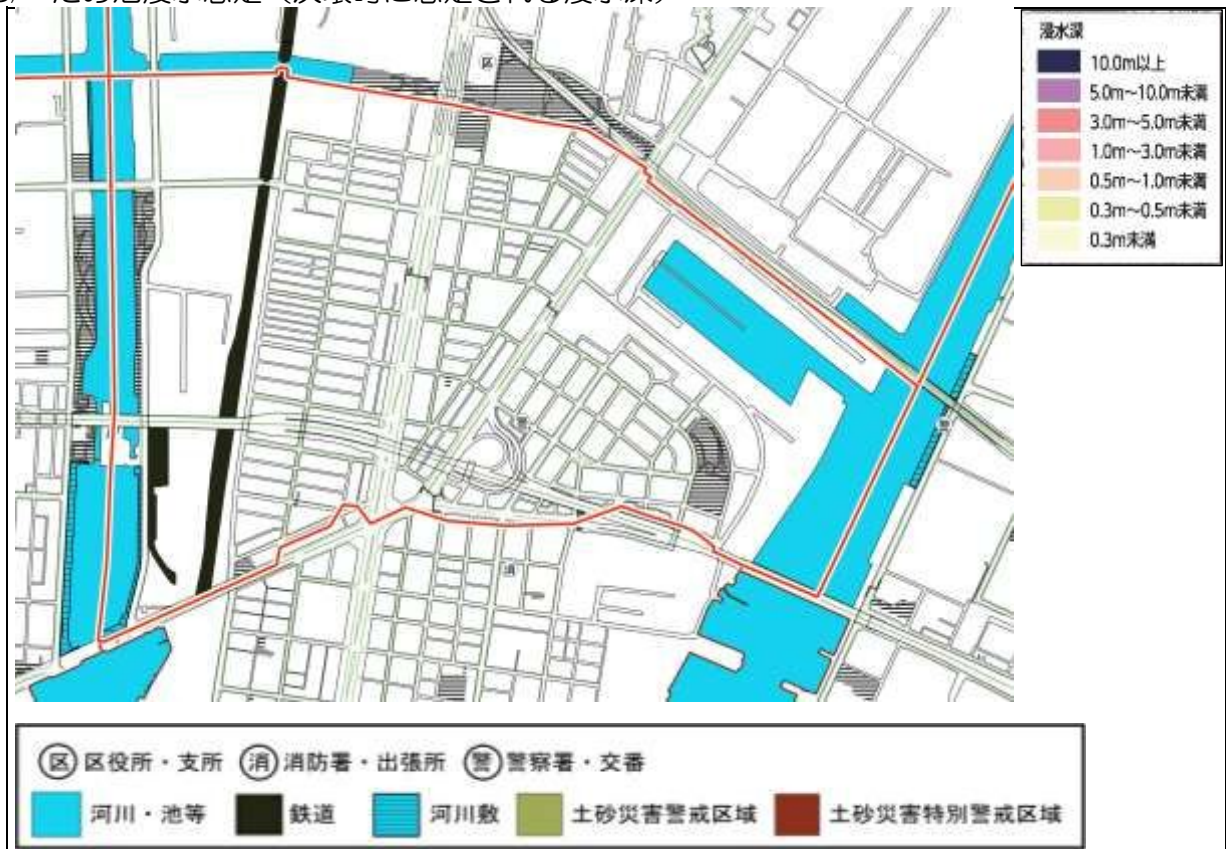 浸水深
10.0m以上
5.0m～10.0m未満
3.0m～5.0m未満
1.0m～3.0m未満
0.5m～1.0m未満
0.3m～0.5m未満
0.3m未満
区
警
警
消
区 区役所・支所 消 消防署・出張所 警 警察署・交番
河川・池等 鉄道 河川敷 土砂災害警戒区域 土砂災害特別警戒区域